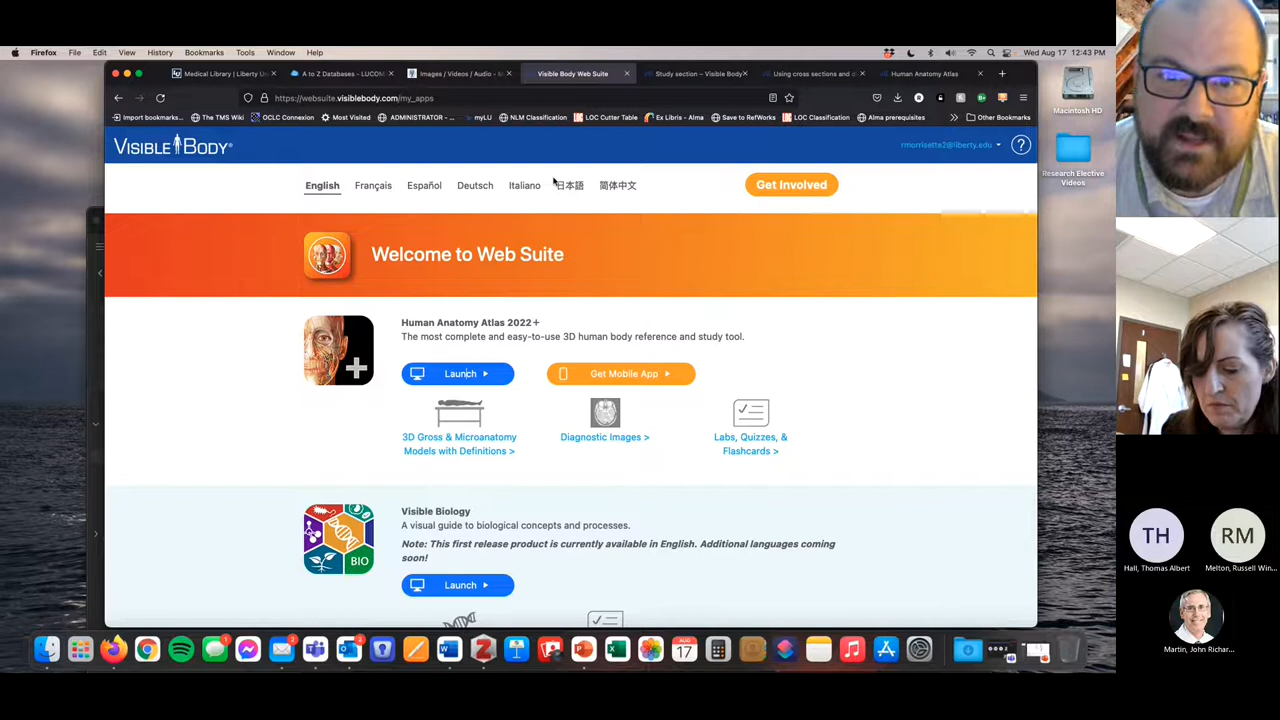 Firefox File Edit View History Bookmarks Tools Window Help Wed Aug 17 12:43 PM
Medical Library | Liberty Un A to Z Databases - LUCOM Images / Videos / Audio - M Visible Body Web Suite Study section – Visible Body Using cross sections and o Human Anatomy Atlas
https://websuite.visiblebody.com/my_apps
Import bookmarks... The TMS Wiki OCLC Connexion Most Visited ADMINISTRATION - ... myLU NLM Classification LOC Cutter Table Ex Libris - Alma Save to RefWorks LOC Classification Alma prerequisites Other Bookmarks
Macintosh HD
VISIBLE BODY®
rmorrisette2@liberty.edu ?
Research Elective
Videos
English Français Español Deutsch Italiano 日本語 简体中文 Get Involved
Welcome to Web Suite
Human Anatomy Atlas 2022+
The most complete and easy-to-use 3D human body reference and study tool.
Launch Get Mobile App
3D Gross & Microanatomy
Models with Definitions >
Diagnostic Images >
Labs, Quizzes, &
Flashcards >
Visible Biology
A visual guide to biological concepts and processes.
Note: This first release product is currently available in English. Additional languages coming
soon!
BIO
Launch
TH RM
Hall, Thomas Albert Melton, Russell Win...
Martin, John Richar...
AUG
17